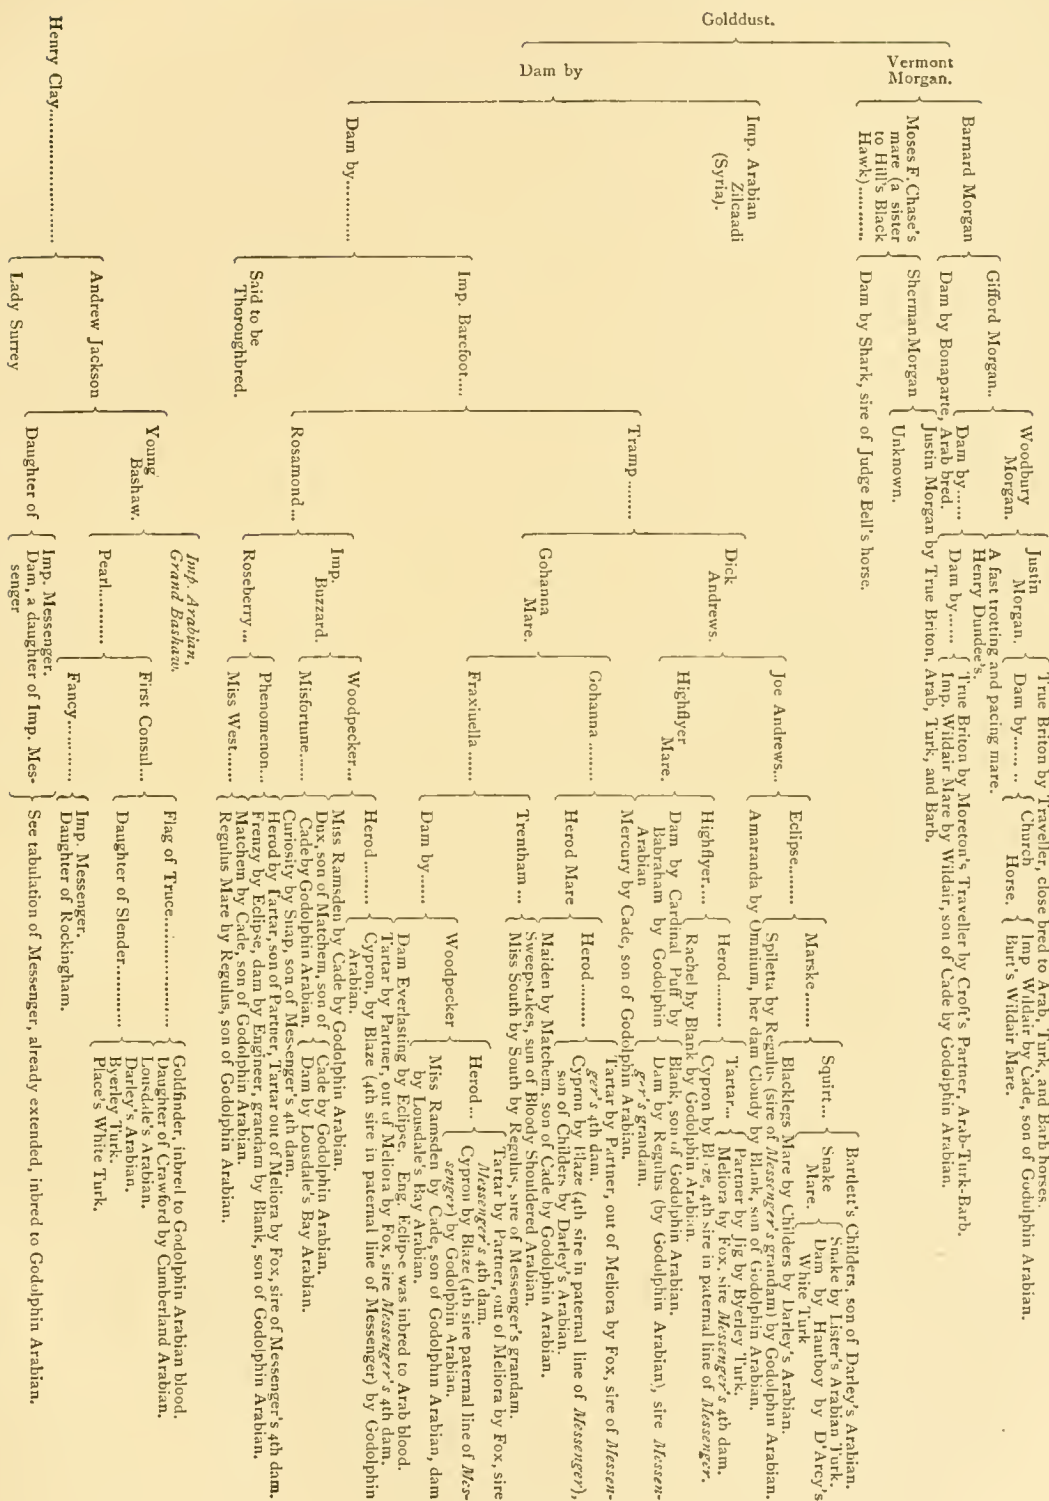 Golddust.
Vermont
Morgan.
Dam by
Barnard Morgan
Moses F. Chase's
mare (a sister
to Hill's Black
Hawk)..........
Imp. Arabian
Zilcaadi
(Syria).
Dam by..........
Henry Clay......................
Gifford Morgan..
Dam by Bonaparte, Arab bred.
Sherman Morgan
Dam by Shark, sire of Judge Bell's horse.
Imp. Barefoot....
Said to be
Thoroughbred.
Andrew Jackson
Lady Surrey
Woodbury
Morgan.
Dam by......
Justin Morgan by True Briton, Arab, Turk, and Barb.
Unknown.
Tramp........
Rosamond...
Young
Bashaw.
Daughter of
Justin
Morgan.
A fast trotting and pacing mare.
Henry Dundee's.
Dam by......
Dick
Andrews.
Gohanna
Mare.
Imp.
Buzzard.
Roseberry...
Imp. Arabian,
Grand Bashaw.
Pearl..........
Imp. Messenger.
Dam, a daughter of Imp. Mes-
senger
True Briton by Traveller, close bred to Arab, Turk, and Barb horses.
Dam by...... ..
True Briton by Moreton's Traveller by Croft's Partner, Arab-Turk-Barb.
Imp. Wildair Mare by Wildair, son of Cade by Godolphin Arabian.
Joe Andrews...
Highflyer
Mare.
Gohanna........
Fraxinella......
Woodpecker...
Misfortune......
Phenomenon...
Miss West.......
First Consul...
Fancy............
Church
Horse.
Imp. Wildair by Cade, son of Godolphin Arabian.
Burt's Wildair Mare.
Eclipse.........
Amaranda by Omnium, her dam Cloudy by Blank, son of Godolphin Arabian.
Highflyer...
Dam by Cardinal Puff by
Babraham by Godolphin
Arabian
Mercury by Cade, son of Godolphin Arabian.
Herod Mare
Trentham...
Dam by......
Herod.........
Miss Ramsden by Cade by Godolphin Arabian.
Dux, son of Matchem, son of
Cade by Godolphin Arabian.
Curiosity by Snap, son of Messenger's 4th dam.
Herod by Tartar, son of Partner, Tartar out of Meliora by Fox, sire of Messenger's 4th dam.
Frenzy by Eclipse, dam by Engineer, grandam by Blank, son of Godolphin Arabian.
Matchem by Cade, son of Godolphin Arabian.
Regulus Mare by Regulus, son of Godolphin Arabian.
Flag of Truce.....................
Daughter of Slender............
Imp. Messenger.
Daughter of Rockingham.
See tabulation of Messenger, already extended, inbred to Godolphin Arabian.
Marske........
Spiletta by Regulus (sire of Messenger's grandam) by Godolphin Arabian.
Herod.........
Rachel by Blank by Godolphin Arabian.
Blank, son of Godolphin Arabian.
Dam by Regulus (by Godolphin Arabian), sire Messen-
ger's grandam.
Herod.........
Maiden by Matchem, son of Cade by Godolphin Arabian.
Sweepstakes, sun of Bloody Shouldered Arabian.
Miss South by South by Regulus, sire of Messenger's grandam.
Woodpecker
Dam Everlasting by Eclipse. Eng. Eclipse was inbred to Arab blood.
Tartar by Partner, out of Meliora by Fox, sire Messenger's 4th dam.
Cypron, by Blaze (4th sire in paternal line of Messenger) by Godolphin
Arabian.
Cade by Godolphin Arabian.
Dam by Lousdale's Bay Arabian.
Goldfinder, inbred to Godolphin Arabian blood.
Daughter of Crawford by Cumberland Arabian.
Lousdale's Arabian.
Darley's Arabian.
Byerley Turk.
Place's White Turk.
Squirt....
Blacklegs Mare by Childers by Darley's Arabian.
Tartar...
Cypron by Blaze, 4th sire in paternal line of Messenger.
Tartar by Partner, out of Meliora by Fox, sire of Messen-
ger's 4th dam.
Cypron by Blaze (4th sire in paternal line of Messenger),
son of Childers by Darley's Arabian.
Herod...
Miss Ramsden by Cade, son of Godolphin Arabian, dam
by Lousdale's Bay Arabian.
Bartlett's Childers, son of Darley's Arabian.
Snake
Mare.
Snake by Lister's Arabian Turk.
Dam by Hautboy by D'Arcy's
White Turk
Partner by Jig by Byerley Turk.
Meliora by Fox, sire Messenger's 4th dam.
Tartar by Partner, out of Meliora by Fox, sire
Messenger's 4th dam.
Cypron by Blaze (4th sire paternal line of Mes-
senger) by Godolphin Arabian.